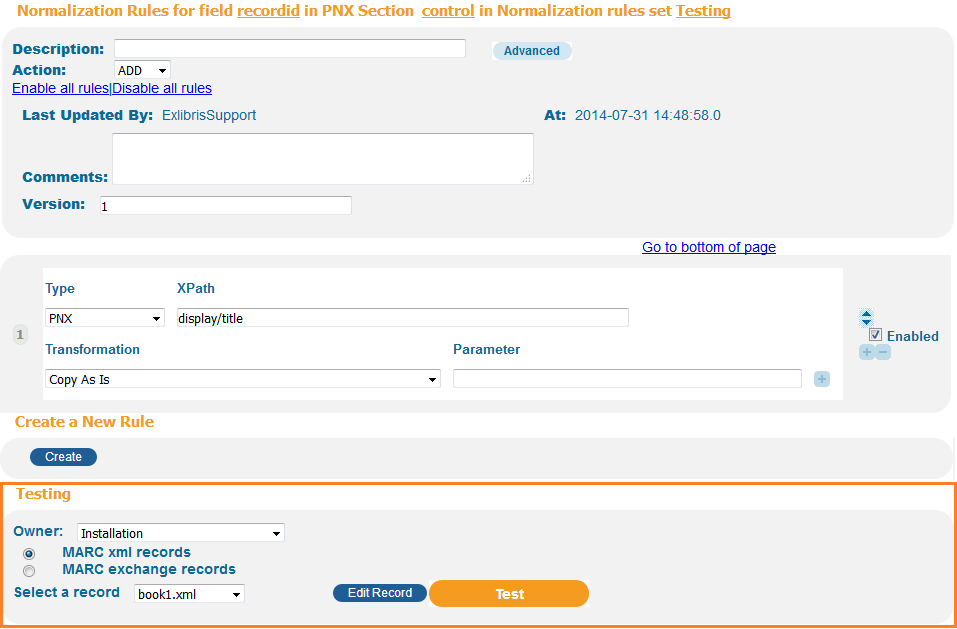 Normalization Rules for field recordid in PNX Section control in Normalization rules set Testing
Description: Advanced
Action: ADD
Enable all rules|Disable all rules
Last Updated By: ExlibrisSupport At: 2014-07-31 14:48:58.0
Comments:
Version: 1
Go to bottom of page
Type XPath
PNX display/title
1
Enabled
Transformation Parameter
Copy As Is
Create a New Rule
Create
Testing
Owner: Installation
MARC xml records
MARC exchange records
Select a record book1.xml Edit Record Test